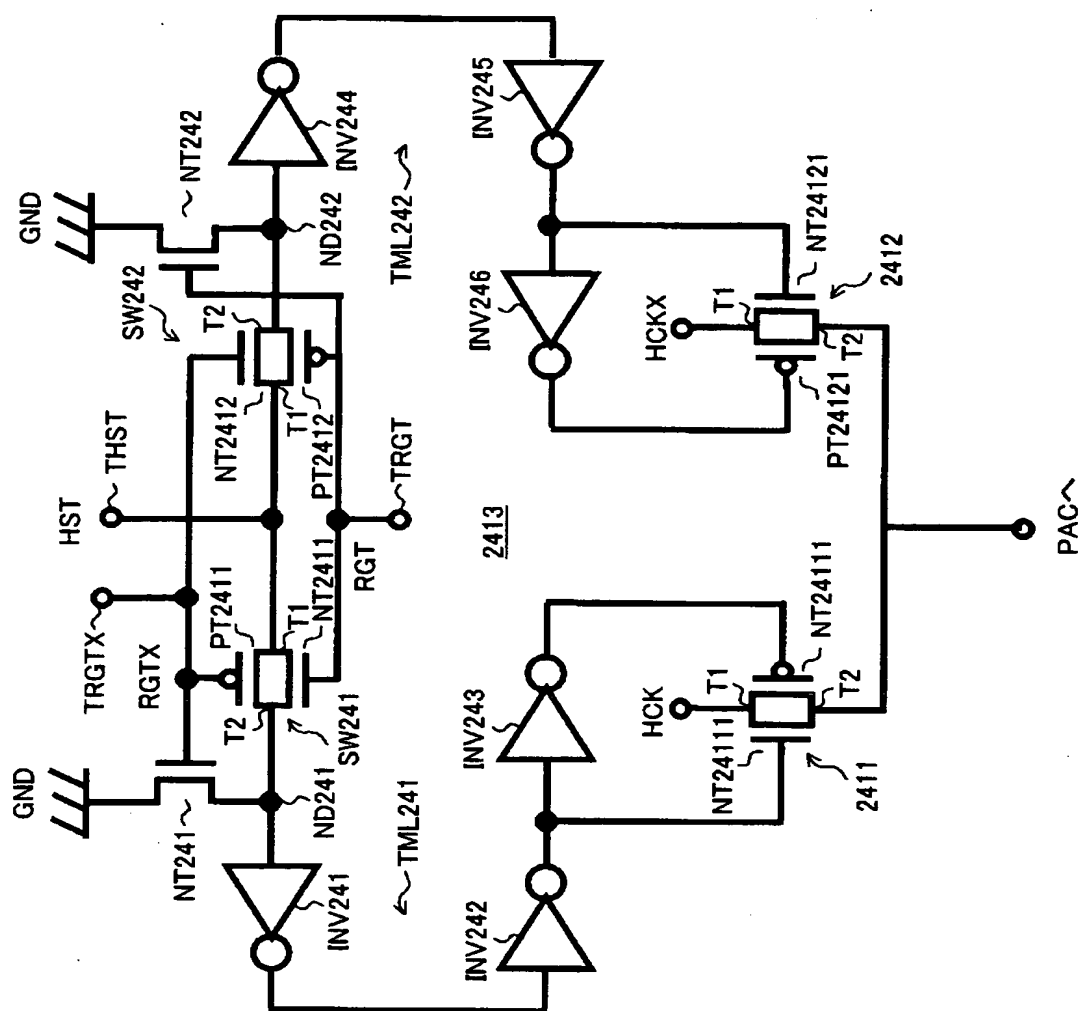 GND
NT241
ND241
INV241
TML241
TRGTX
RGTX
PT2411
T2
T1
NT2411
SW241
HST
THST
RGT
TRGT
SW242
NT2412
T1
T2
PT2412
GND
NT242
ND242
INV244
TML242
2413
INV242
INV243
HCK
T1
T2
NT24111
NT24111
2411
INV245
INV246
HCKX
T1
T2
NT24121
PT24121
2412
PAC